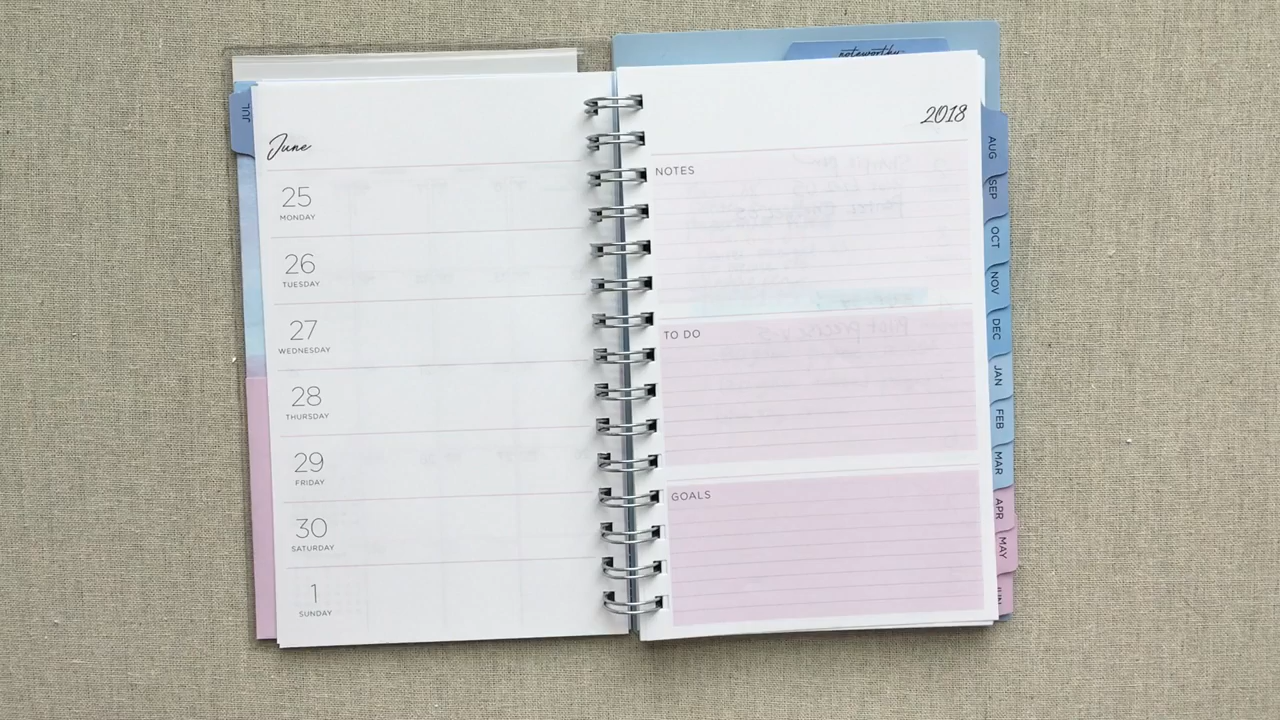 noteworthy
JUL
June
25
MONDAY
26
TUESDAY
27
WEDNESDAY
28
THURSDAY
29
FRIDAY
30
SATURDAY
1
SUNDAY
2018
NOTES
TO DO
GOALS
AUG
SEP
OCT
NOV
DEC
JAN
FEB
MAR
APR
MAY
JUN